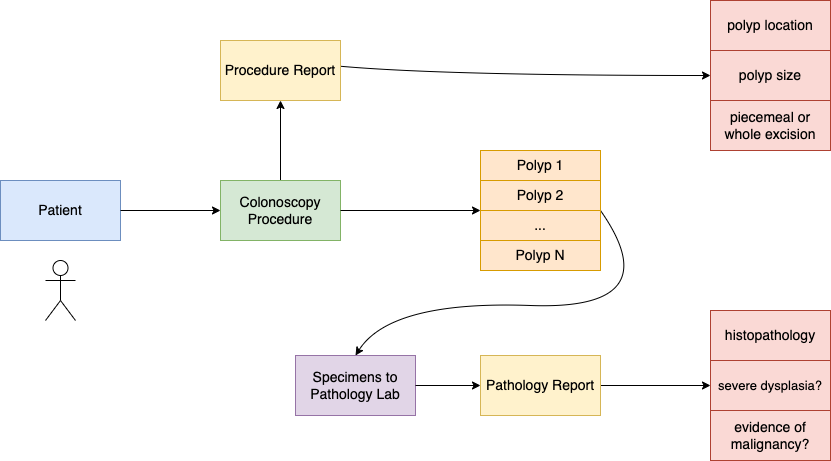 polyp location
polyp size
piecemeal or
whole excision
Procedure Report
Patient
Colonoscopy
Procedure
Polyp 1
Polyp 2
...
Polyp N
Specimens to
Pathology Lab
Pathology Report
histopathology
severe dysplasia?
evidence of
malignancy?